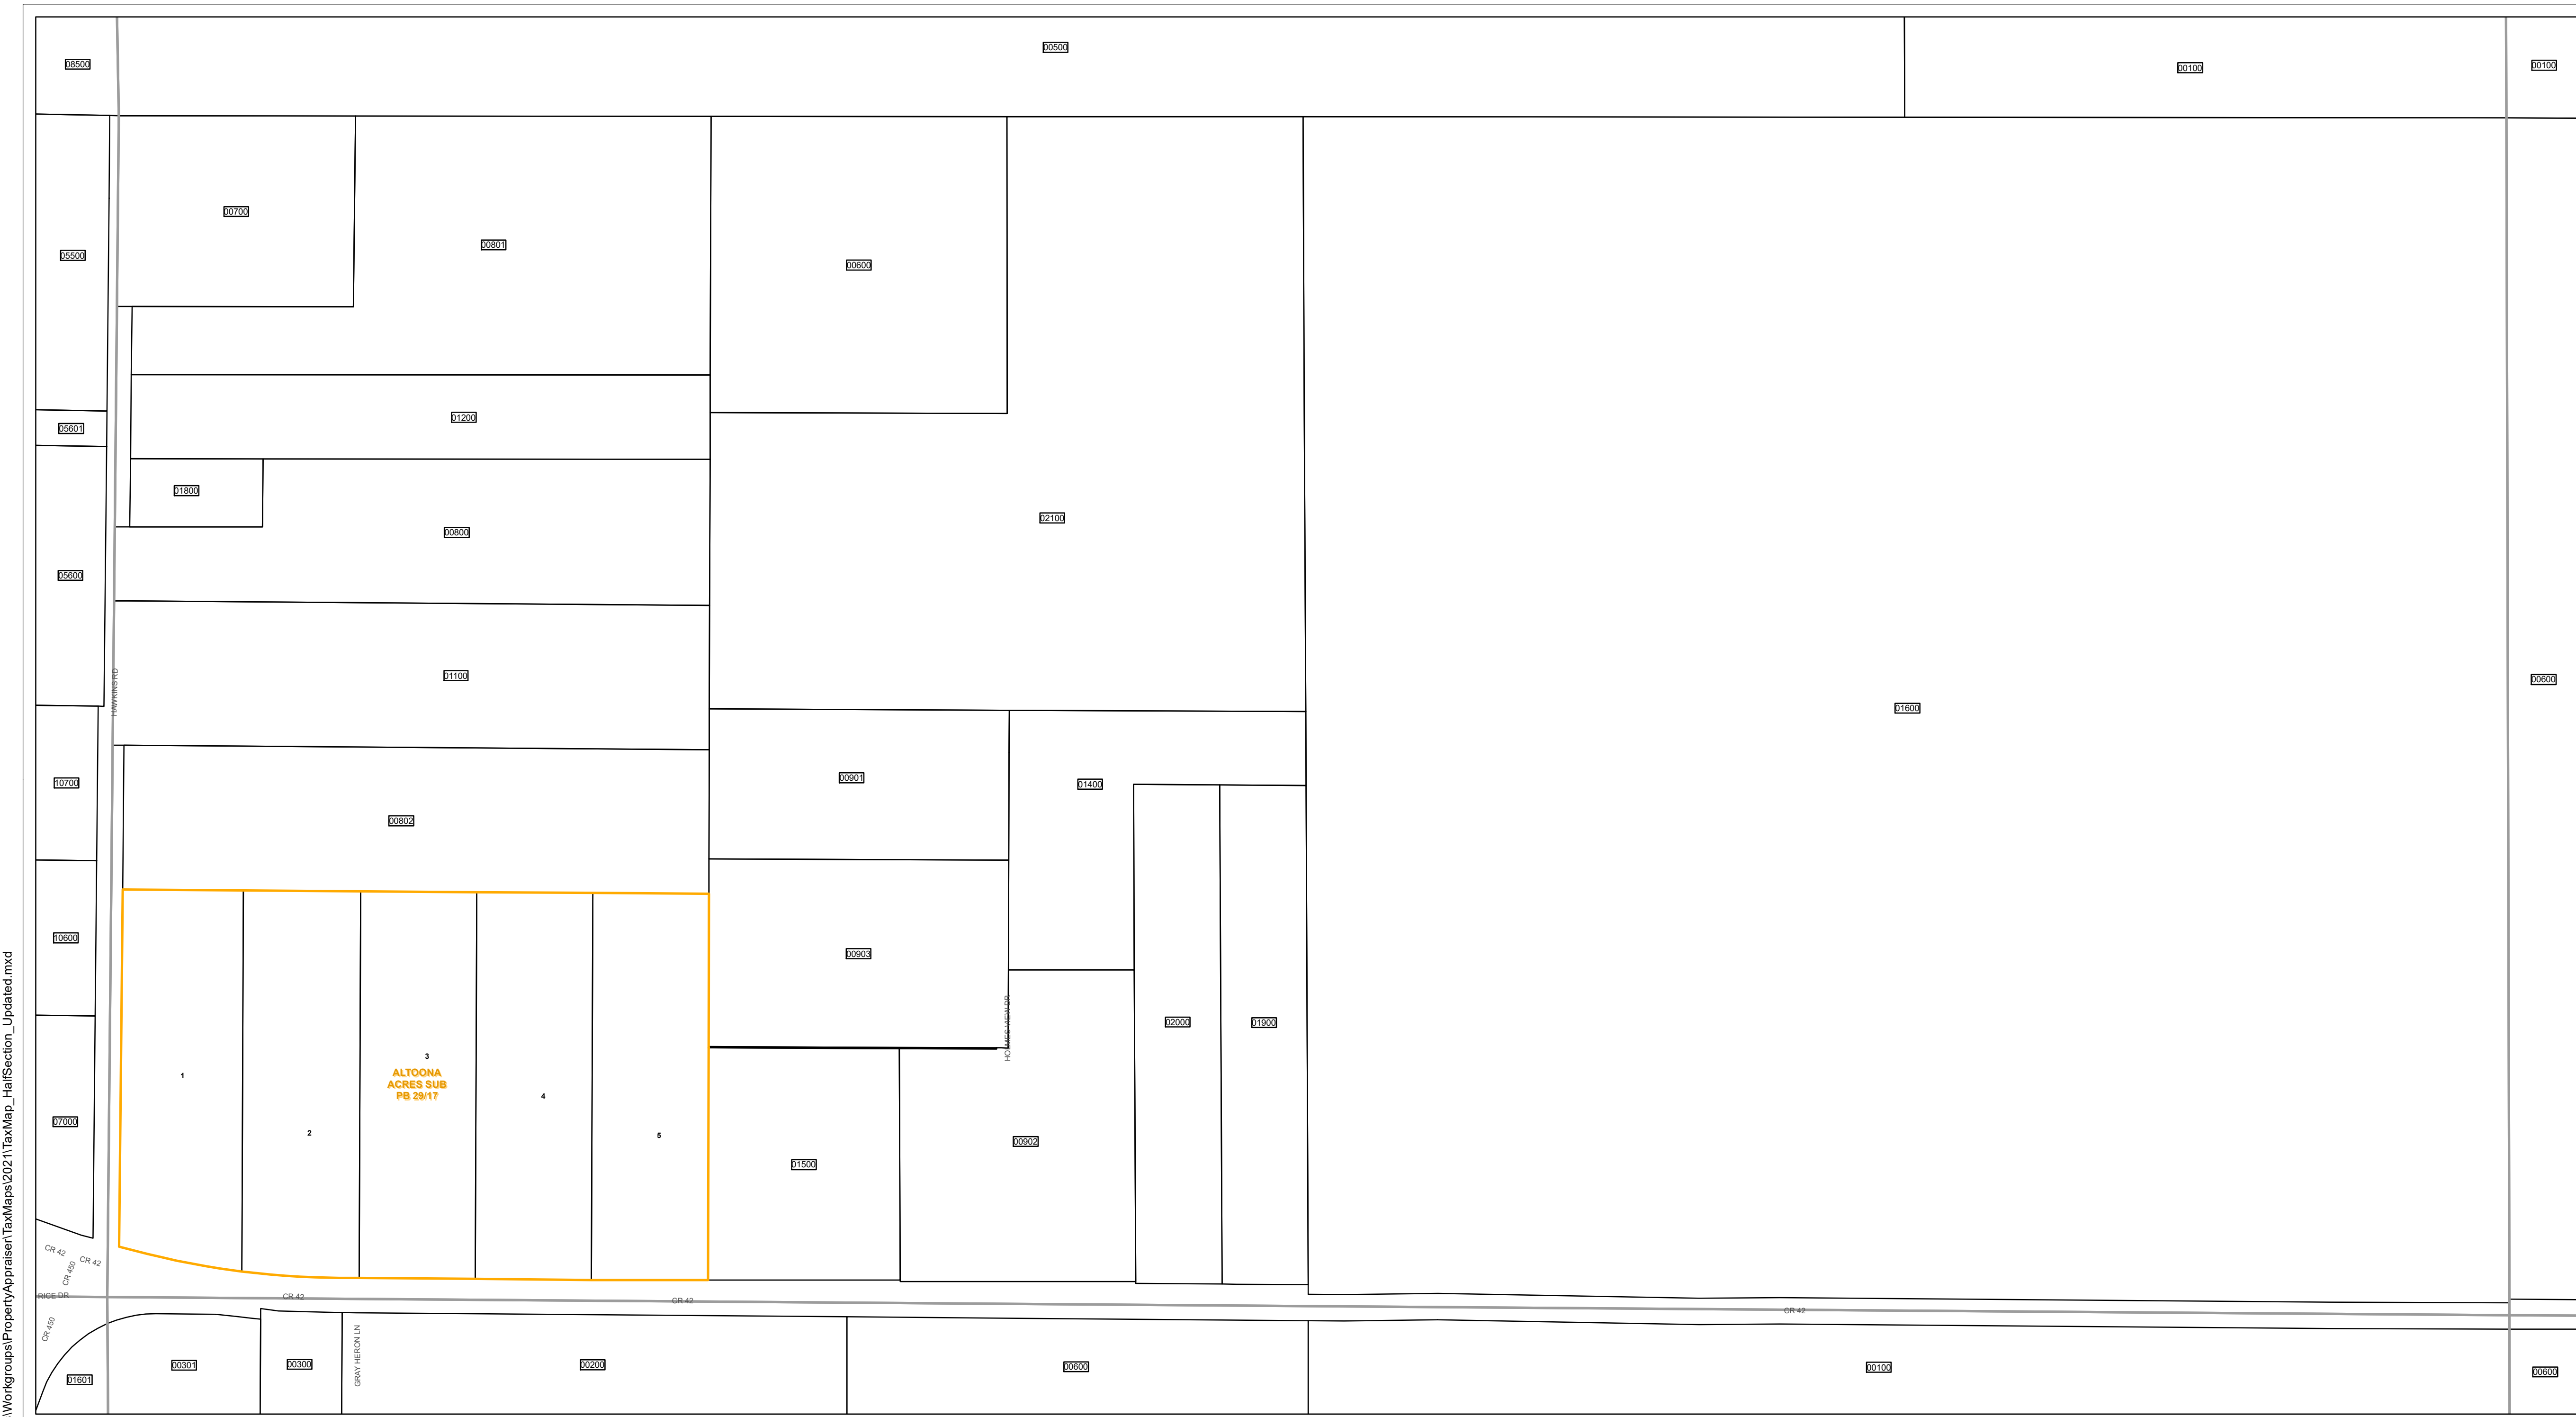 08500
00500
00100
00100
00700
00801
05500
00600
01200
05601
01800
00800
02100
05600
01100
HAWKINS RD
00600
01600
10700
00901
01400
00802
10600
00903
HOLMES VIEW DR
02000
01900
1
3
ALTOONA
ACRES SUB
PB 29/17
4
2
5
07000
01500
00902
CR 42
CR 42
CR 450
RICE DR
CR 42
CR 42
CR 42
CR 450
GRAY HERON LN
01601
00301
00300
00200
00600
00100
00600
\Workgroups\PropertyAppraiser\TaxMaps\2021\TaxMap_HalfSection_Updated.mxd